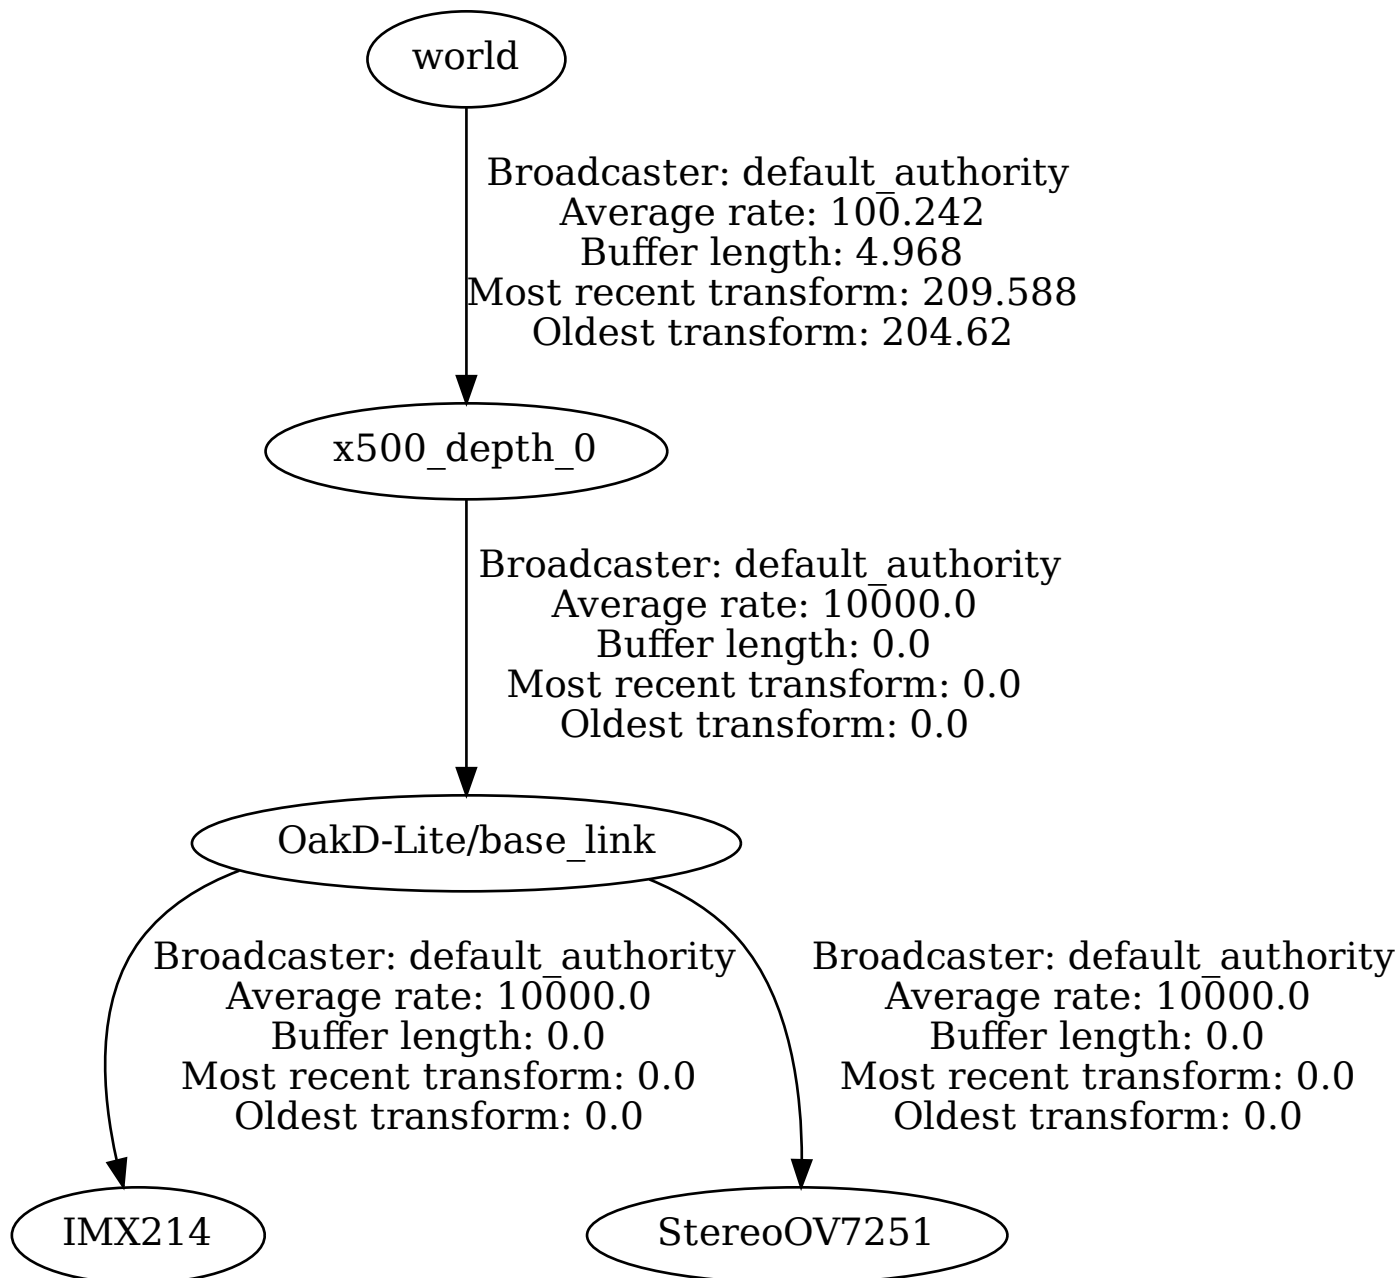 world
Broadcaster: default_authority
Average rate: 100.242
Buffer length: 4.968
Most recent transform: 209.588
Oldest transform: 204.62
x500_depth_0
Broadcaster: default_authority
Average rate: 10000.0
Buffer length: 0.0
Most recent transform: 0.0
Oldest transform: 0.0
OakD-Lite/base_link
Broadcaster: default_authority
Average rate: 10000.0
Buffer length: 0.0
Most recent transform: 0.0
Oldest transform: 0.0
Broadcaster: default_authority
Average rate: 10000.0
Buffer length: 0.0
Most recent transform: 0.0
Oldest transform: 0.0
IMX214
StereoOV7251